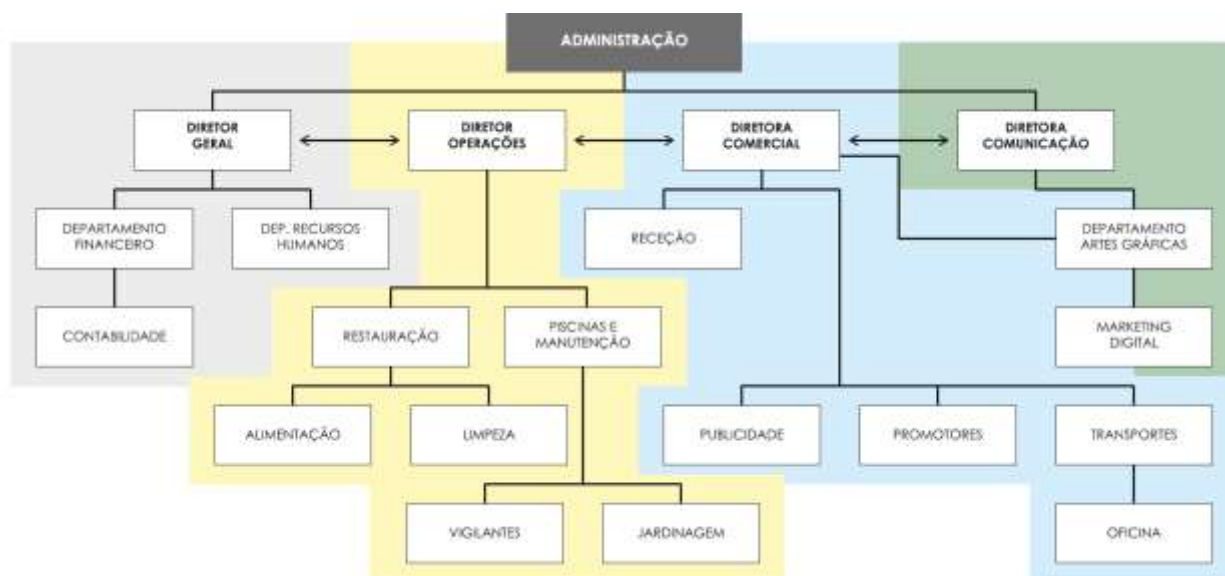 ADMINISTRAÇÃO
DIRETOR
GERAL
DIRETOR
OPERAÇÕES
DIRETORA
COMERCIAL
DIRETORA
COMUNICAÇÃO
DEPARTAMENTO
FINANCEIRO
DEP. RECURSOS
HUMANOS
RECEÇÃO
DEPARTAMENTO
ARTES GRÁFICAS
CONTABILIDADE
RESTAURAÇÃO
PISCINAS E
MANUTENÇÃO
MARKETING
DIGITAL
ALIMENTAÇÃO
LIMPEZA
PUBLICIDADE
PROMOTORES
TRANSPORTES
VIGILANTES
JARDINAGEM
OFICINA